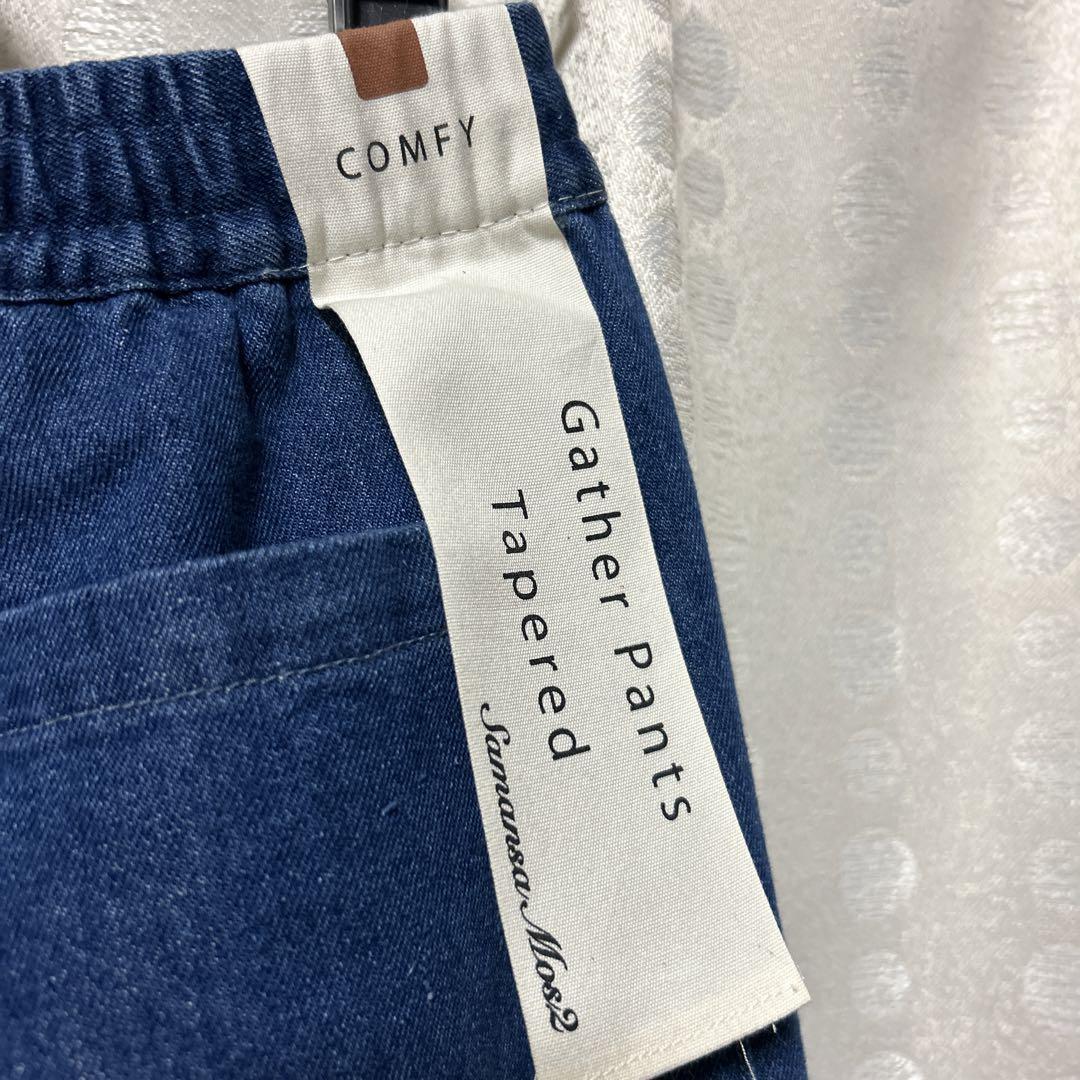 COMFY
Gather Pants
Tapered
Samansa Mos2